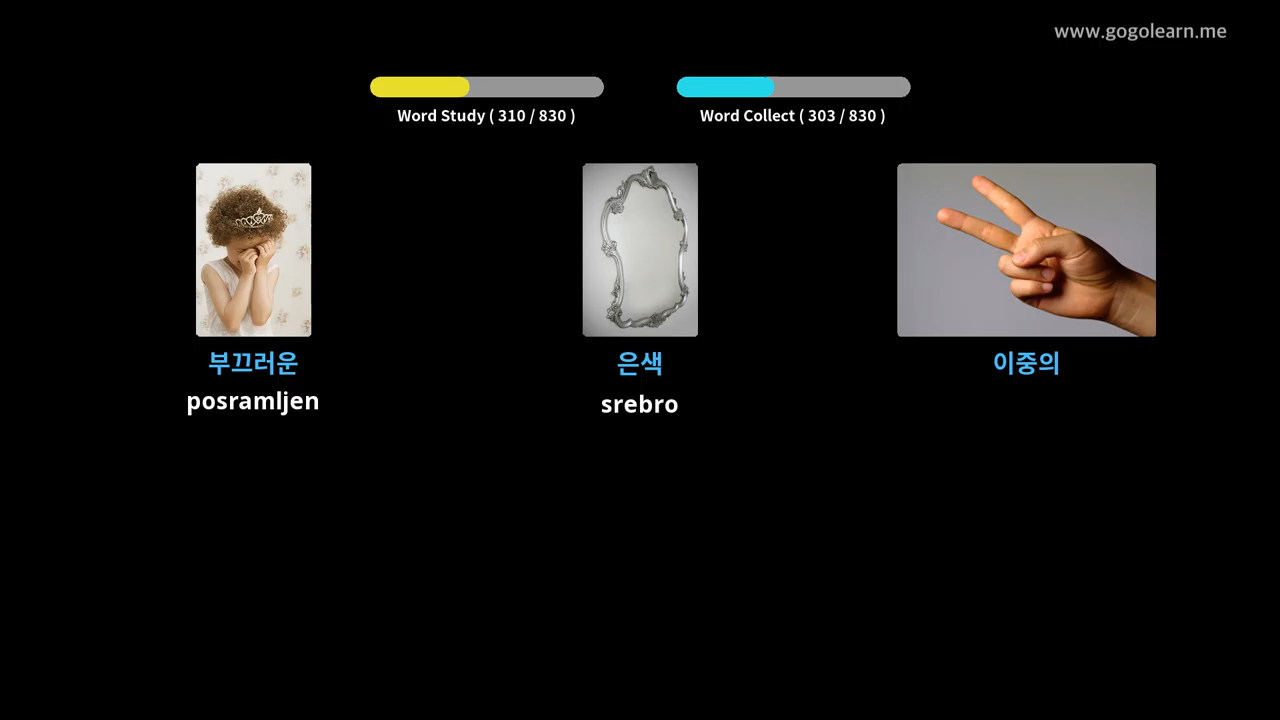 www.gogolearn.me
Word Study ( 310 / 830 )
Word Collect ( 303 / 830 )
부끄러운
은색
이중의
posramljen
srebro